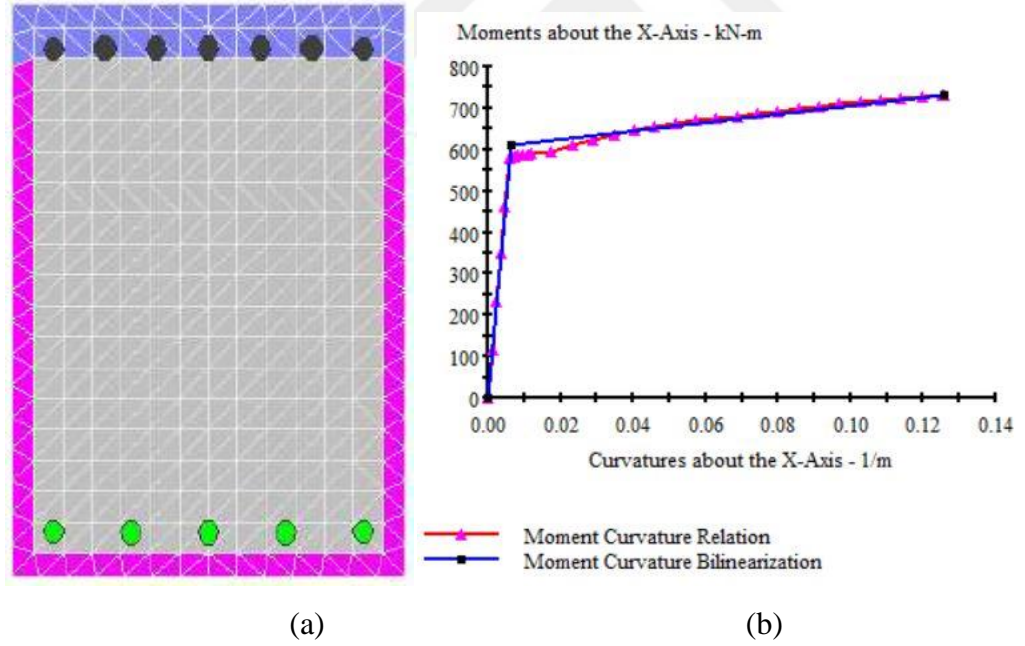 Moments about the X-Axis - kN-m
800
700
600
500
400
300
200
100
0
0.00 0.02 0.04 0.06 0.08 0.10 0.12 0.14
Curvatures about the X-Axis - 1/m
Moment Curvature Relation
Moment Curvature Bilinearization
(a) (b)